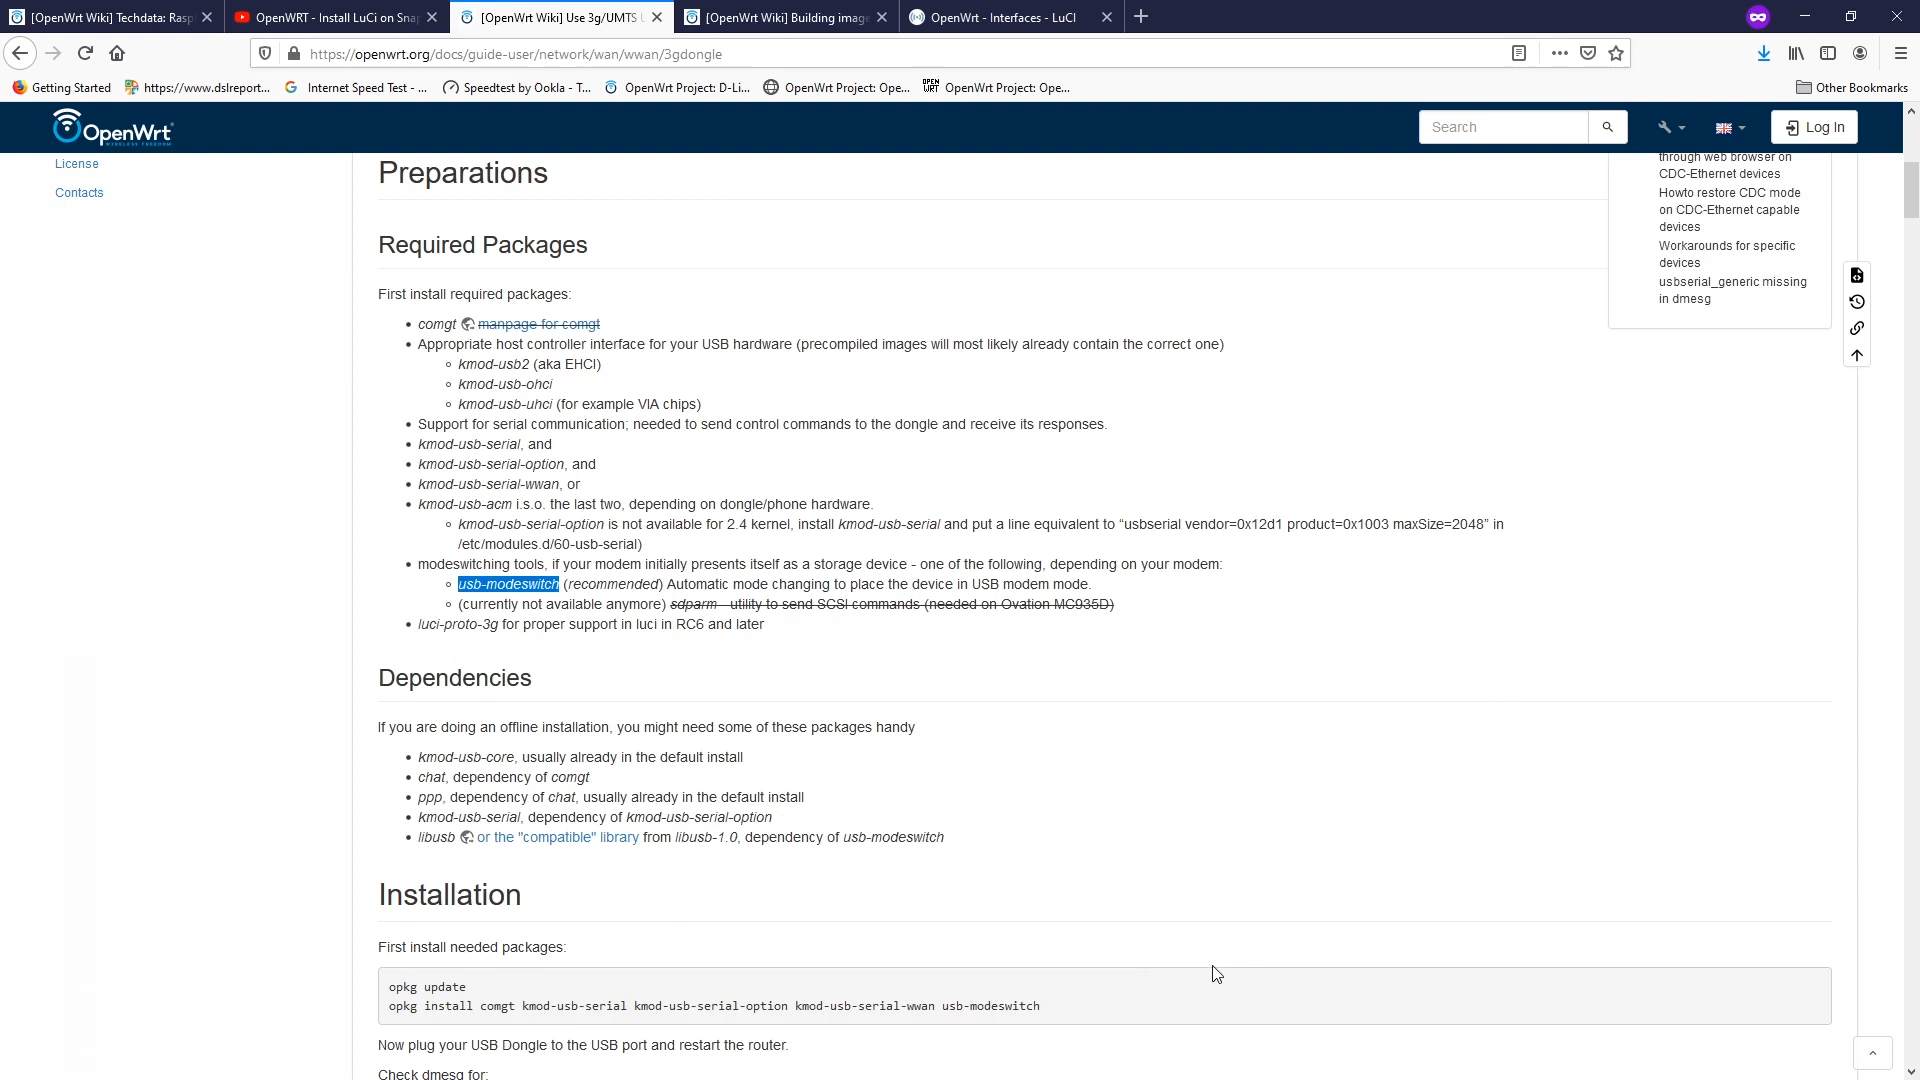 [OpenWrt Wiki] Techdata: Rasp
OpenWRT - Install LuCi on Snap
[OpenWrt Wiki] Use 3g/UMTS U
[OpenWrt Wiki] Building image
OpenWrt - Interfaces - LuCI
https://openwrt.org/docs/guide-user/network/wan/wwan/3gdongle
Getting Started
https://www.dslreport...
Internet Speed Test - ...
Speedtest by Ookla - T...
OpenWrt Project: D-Li...
OpenWrt Project: Ope...
OPEN
WRT
OpenWrt Project: Ope...
Other Bookmarks
OpenWrt
WIRELESS FREEDOM
Search
Log In
License
Contacts
Preparations
Required Packages
First install required packages:
• comgt manpage for comgt
• Appropriate host controller interface for your USB hardware (precompiled images will most likely already contain the correct one)
kmod-usb2 (aka EHCI)
kmod-usb-ohci
kmod-usb-uhci (for example VIA chips)
• Support for serial communication; needed to send control commands to the dongle and receive its responses.
• kmod-usb-serial, and
• kmod-usb-serial-option, and
• kmod-usb-serial-wwan, or
• kmod-usb-acm i.s.o. the last two, depending on dongle/phone hardware.
kmod-usb-serial-option is not available for 2.4 kernel, install kmod-usb-serial and put a line equivalent to “usbserial vendor=0x12d1 product=0x1003 maxSize=2048” in
/etc/modules.d/60-usb-serial)
• modeswitching tools, if your modem initially presents itself as a storage device - one of the following, depending on your modem:
usb-modeswitch (recommended) Automatic mode changing to place the device in USB modem mode.
(currently not available anymore) sdparm - utility to send SCSI commands (needed on Ovation MC935D)
• luci-proto-3g for proper support in luci in RC6 and later
Dependencies
If you are doing an offline installation, you might need some of these packages handy
• kmod-usb-core, usually already in the default install
• chat, dependency of comgt
• ppp, dependency of chat, usually already in the default install
• kmod-usb-serial, dependency of kmod-usb-serial-option
• libusb or the "compatible" library from libusb-1.0, dependency of usb-modeswitch
Installation
First install needed packages:
opkg update
opkg install comgt kmod-usb-serial kmod-usb-serial-option kmod-usb-serial-wwan usb-modeswitch
Now plug your USB Dongle to the USB port and restart the router.
Check dmesg for:
through web browser on
CDC-Ethernet devices
Howto restore CDC mode
on CDC-Ethernet capable
devices
Workarounds for specific
devices
usbserial_generic missing
in dmesg